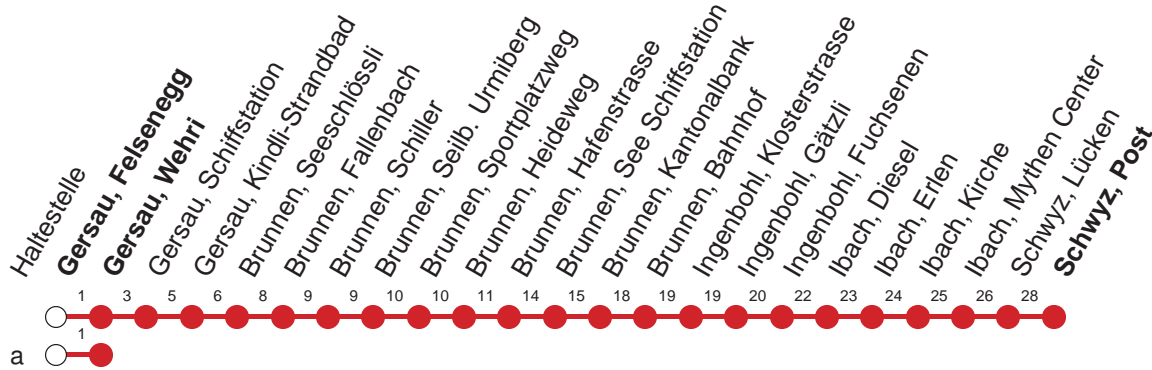 Haltestelle
Gersau, Felsenegg
Gersau, Wehri
Gersau, Schiffstation
Gersau, Kindli-Strandbad
Brunnen, Seeschlössli
Brunnen, Fallenbach
Brunnen, Schiller
Brunnen, Seilb. Urmiberg
Brunnen, Sportplatzweg
Brunnen, Heideweg
Brunnen, Hafenstrasse
Brunnen, See Schiffstation
Brunnen, Kantonalbank
Brunnen, Bahnhof
Ingenbohl, Klosterstrasse
Ingenbohl, Gätzli
Ingenbohl, Fuchsenen
Ibach, Diesel
Ibach, Erlen
Ibach, Kirche
Ibach, Mythen Center
Schwyz, Lücken
Schwyz, Post
1 3 5 6 8 9 9 10 10 11 14 15 18 19 19 20 22 23 24 25 26 28
a 1